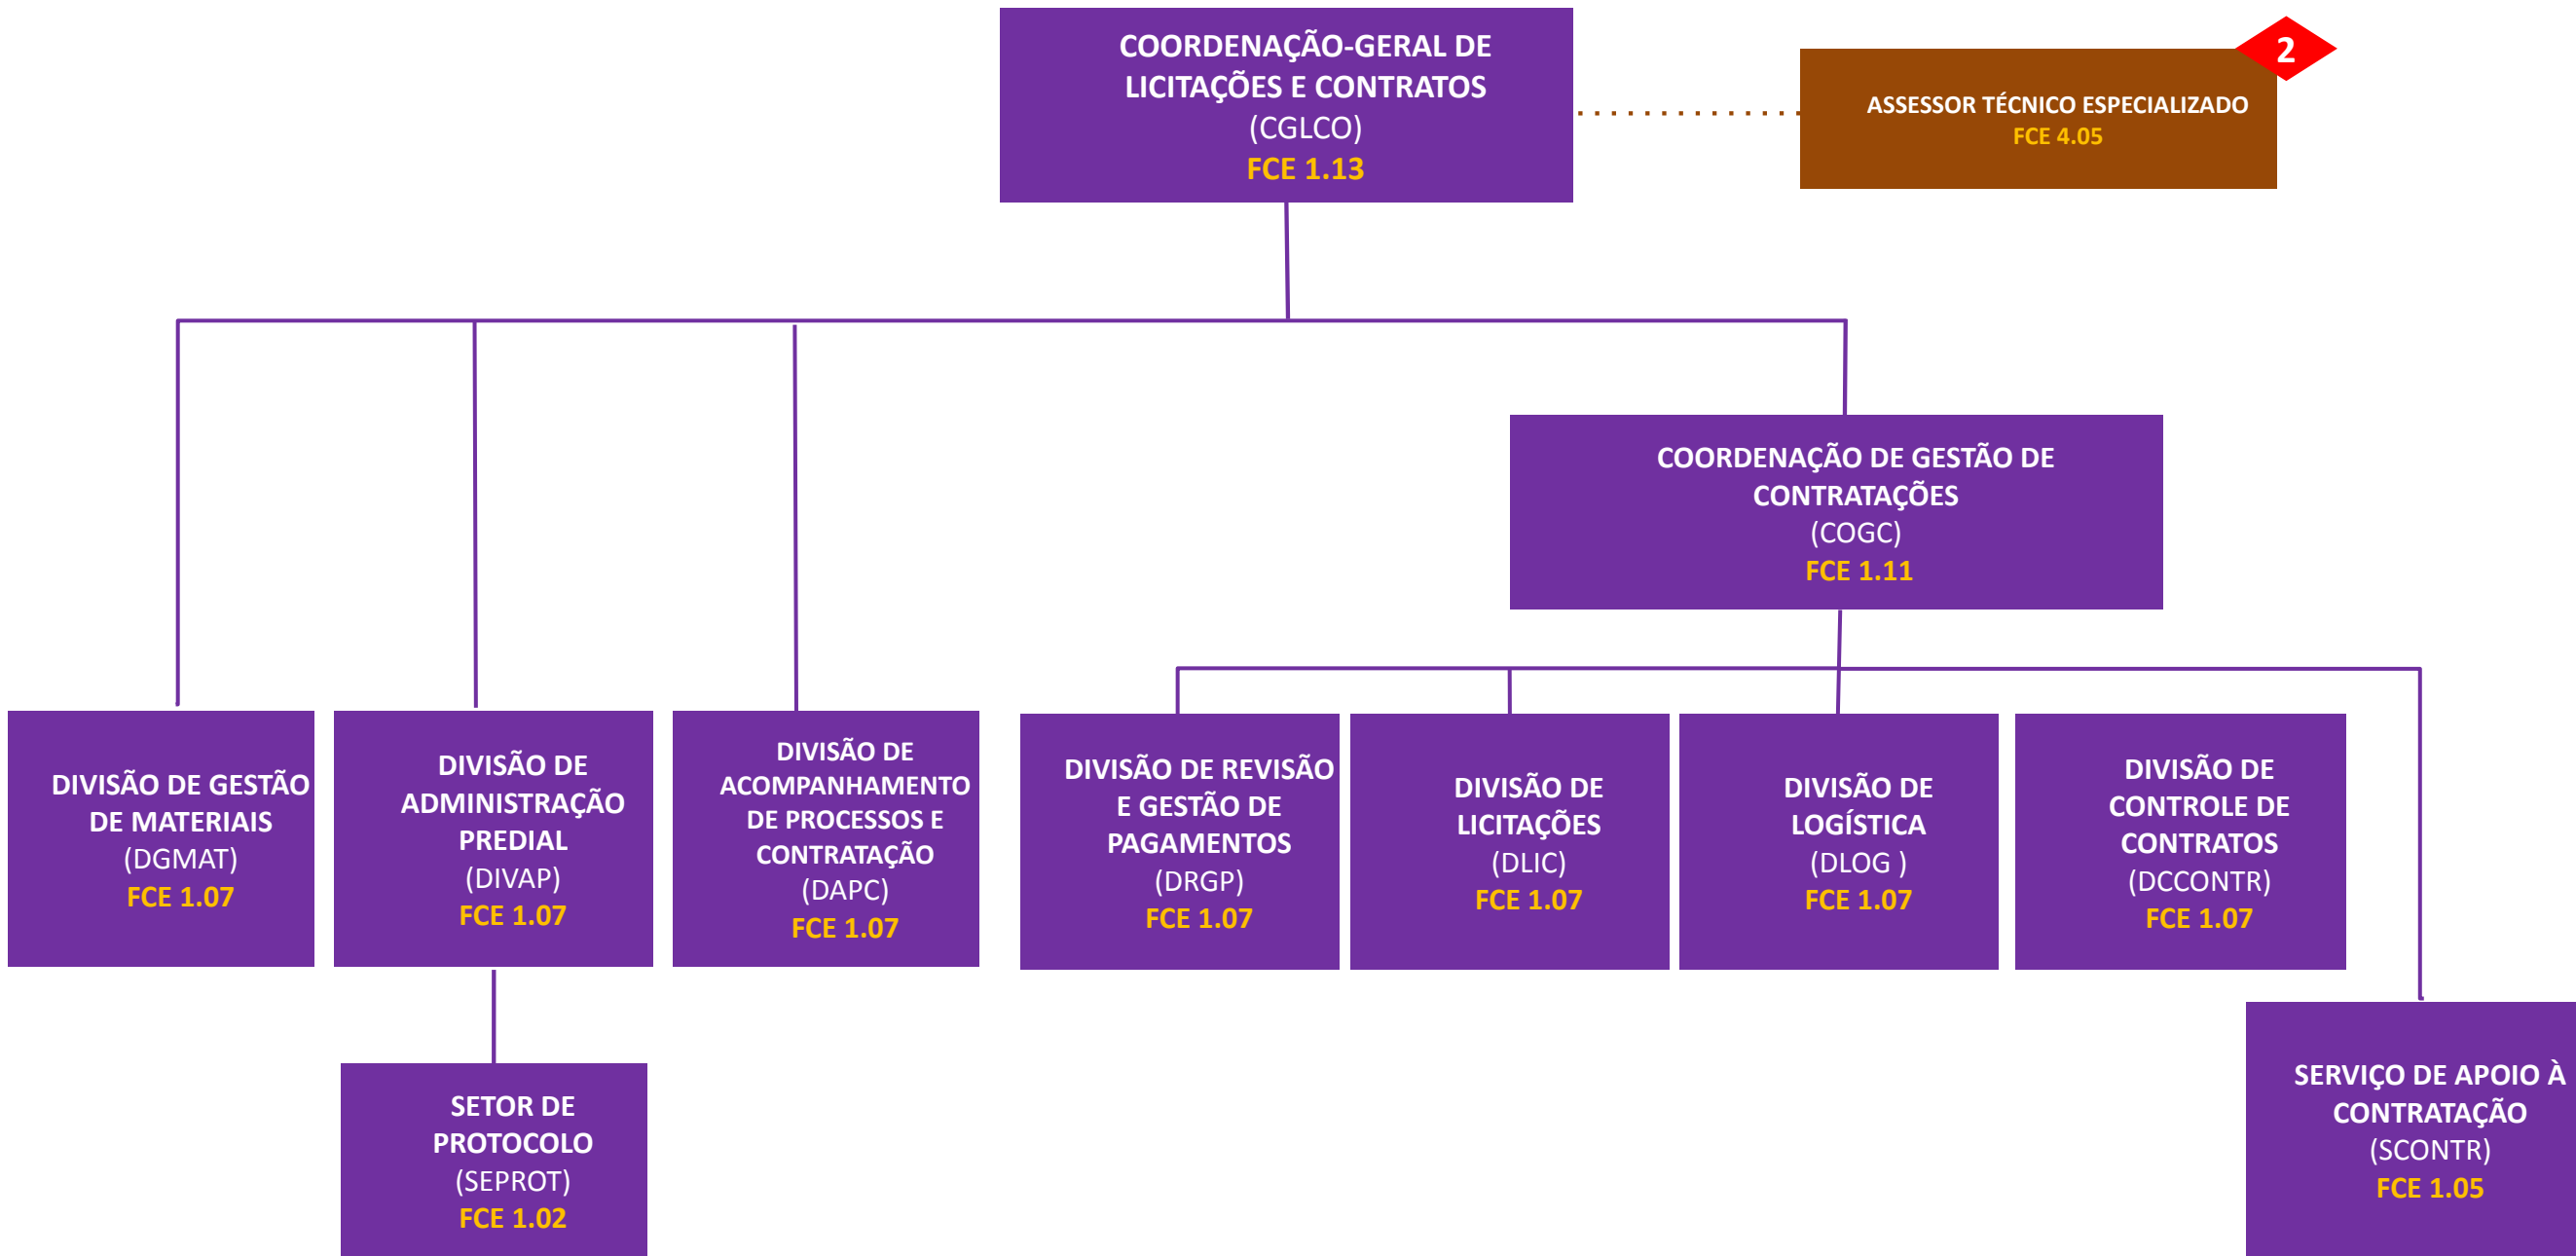 COORDENAÇÃO-GERAL DE
LICITAÇÕES E CONTRATOS
(CGLCO)
FCE 1.13
2
ASSESSOR TÉCNICO ESPECIALIZADO
FCE 4.05
COORDENAÇÃO DE GESTÃO DE
CONTRATAÇÕES
(COGC)
FCE 1.11
DIVISÃO DE GESTÃO
DE MATERIAIS
(DGMAT)
FCE 1.07
DIVISÃO DE
ADMINISTRAÇÃO
PREDIAL
(DIVAP)
FCE 1.07
DIVISÃO DE
ACOMPANHAMENTO
DE PROCESSOS E
CONTRATAÇÃO
(DAPC)
FCE 1.07
DIVISÃO DE REVISÃO
E GESTÃO DE
PAGAMENTOS
(DRGP)
FCE 1.07
DIVISÃO DE
LICITAÇÕES
(DLIC)
FCE 1.07
DIVISÃO DE
LOGÍSTICA
(DLOG )
FCE 1.07
DIVISÃO DE
CONTROLE DE
CONTRATOS
(DCCONTR)
FCE 1.07
SETOR DE
PROTOCOLO
(SEPROT)
FCE 1.02
SERVIÇO DE APOIO À
CONTRATAÇÃO
(SCONTR)
FCE 1.05